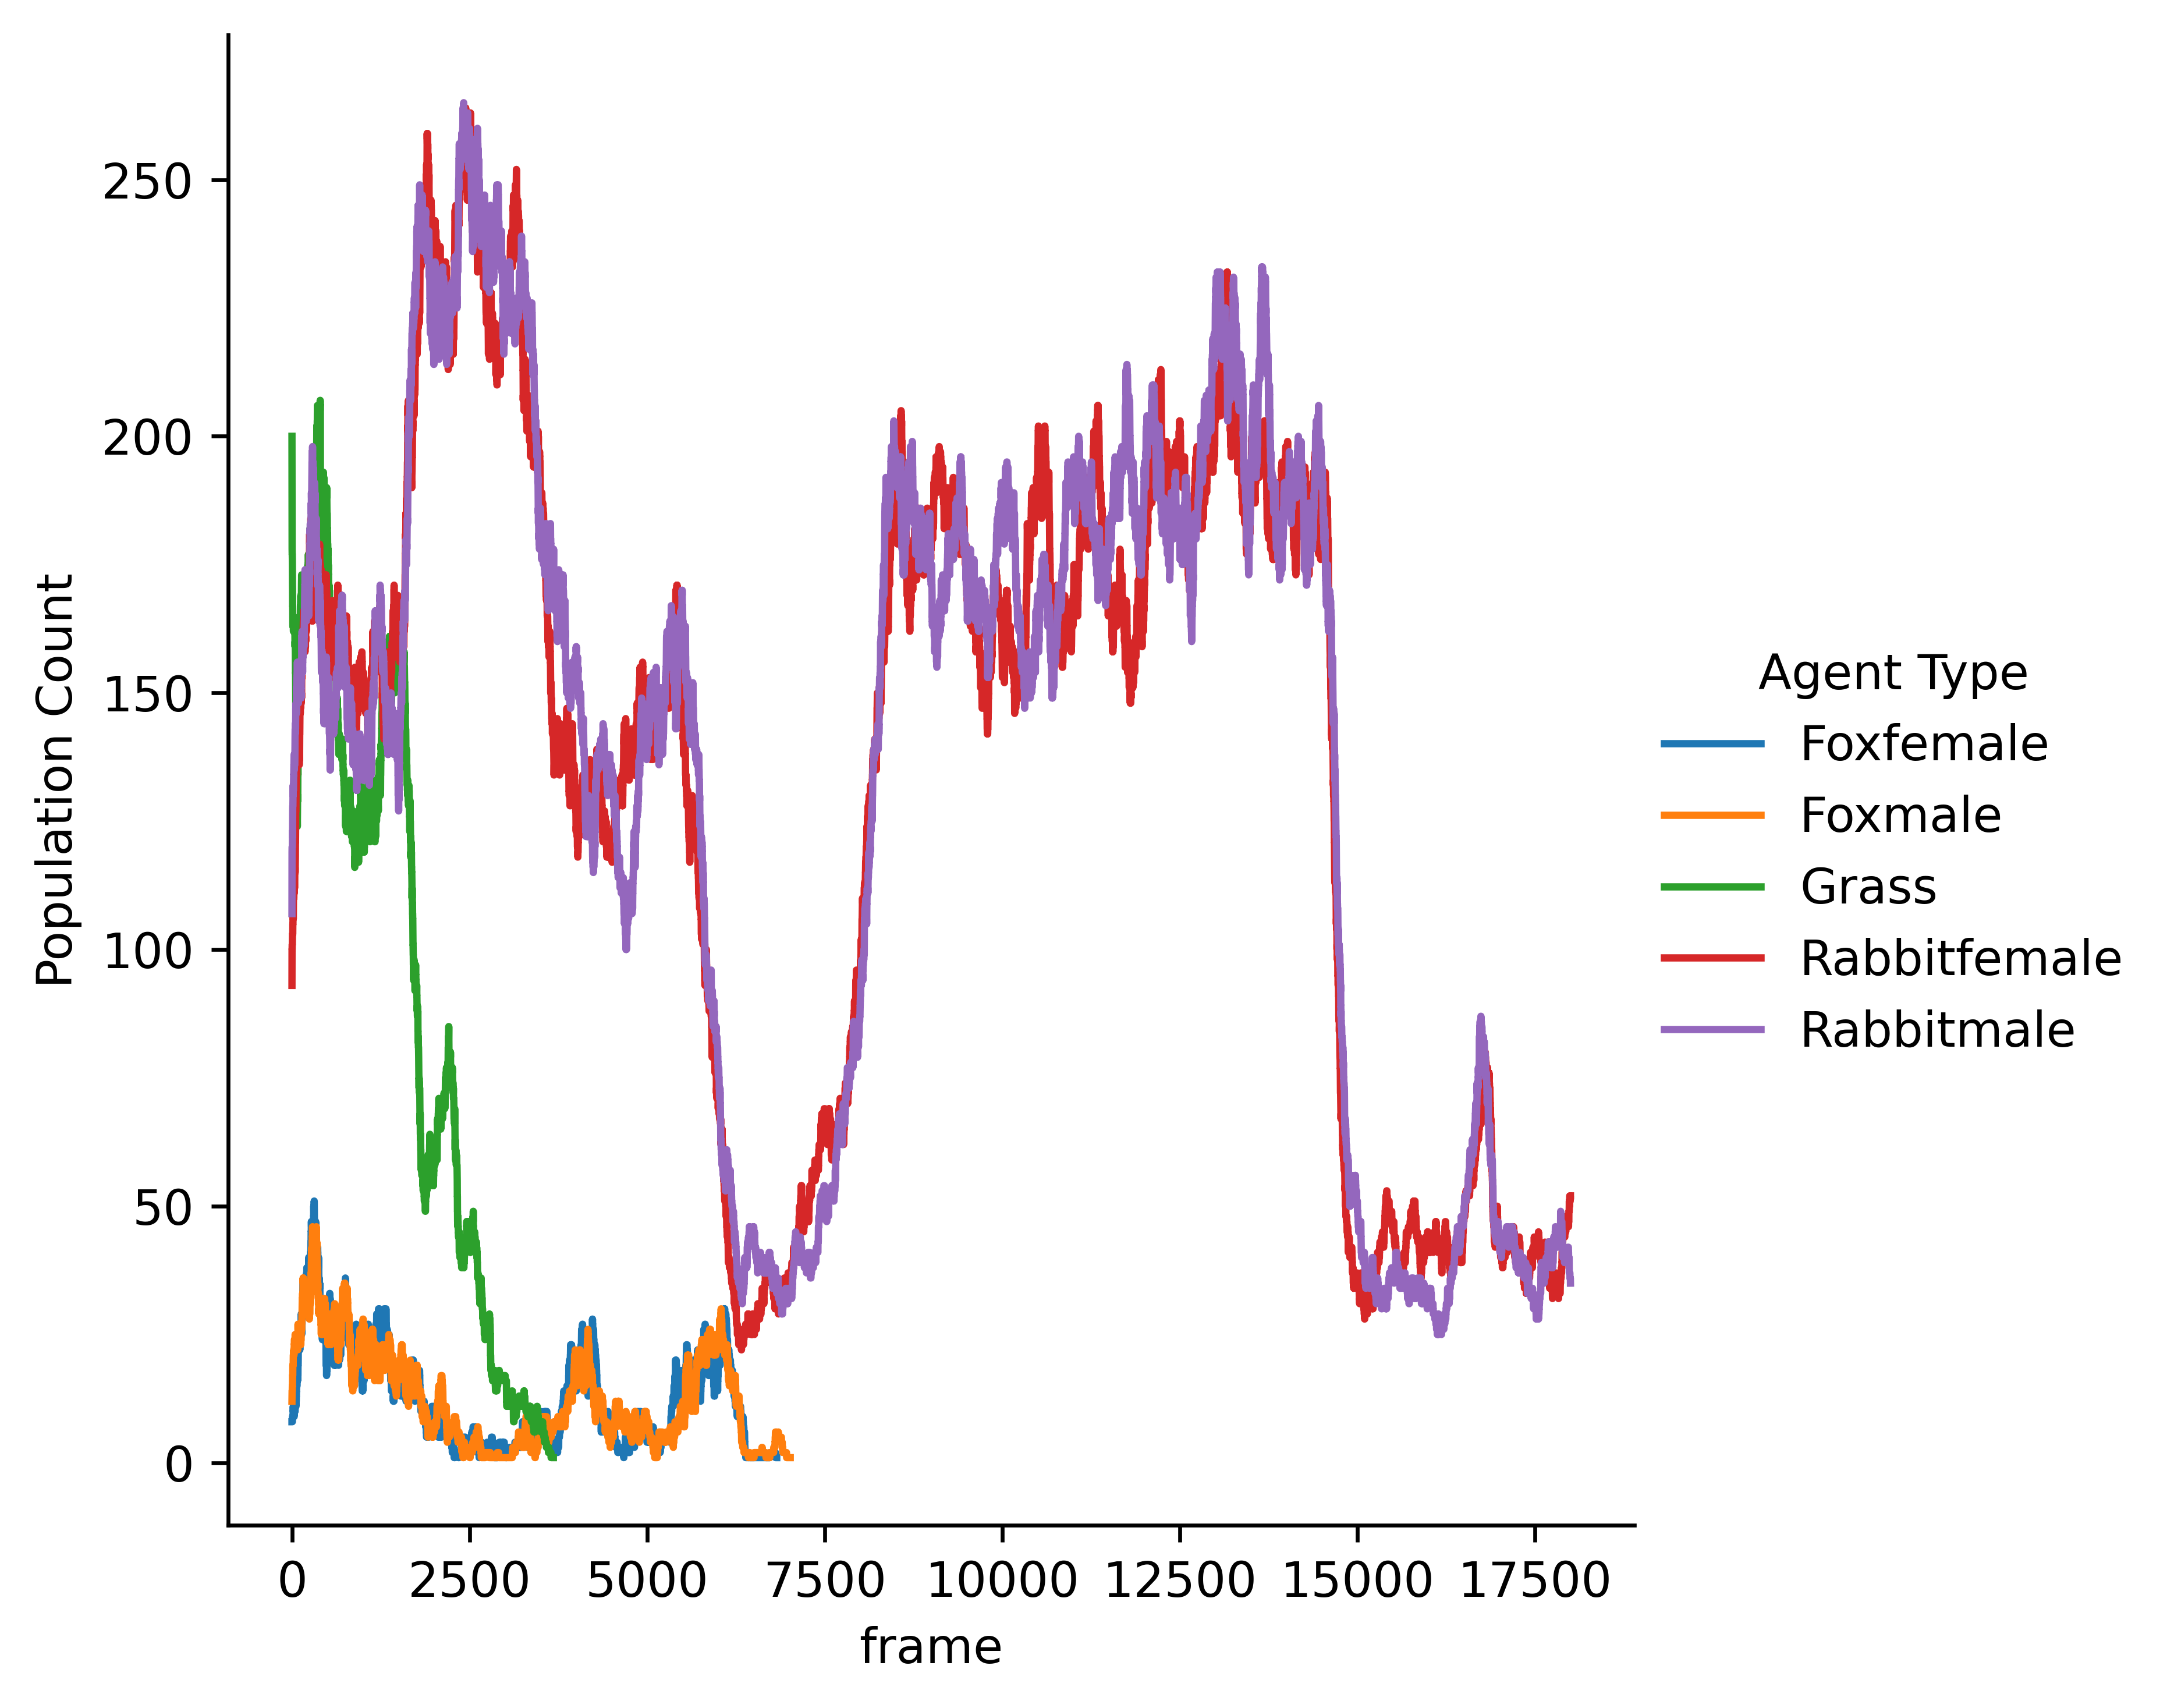 Population Count
250
200
150
100
50
0
0 2500 5000 7500 10000 12500 15000 17500
frame
Agent Type
Foxfemale
Foxmale
Grass
Rabbitfemale
Rabbitmale